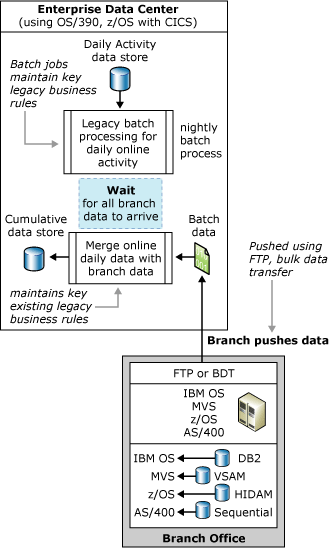 Enterprise Data Center
(using OS/390, z/OS with CICS)
Daily Activity
data store
Batch jobs
maintain key
legacy business
rules
Legacy batch
processing for
daily online
activity
nightly
batch
process
Wait
for all branch
data to arrive
Cumulative
data store
Merge online
daily data with
branch data
Batch
data
maintains key
existing legacy
business rules
Pushed using
FTP, bulk data
transfer
Branch pushes data
FTP or BDT
IBM OS
MVS
z/OS
AS/400
IBM OS DB2
MVS VSAM
z/OS HIDAM
AS/400 Sequential
Branch Office